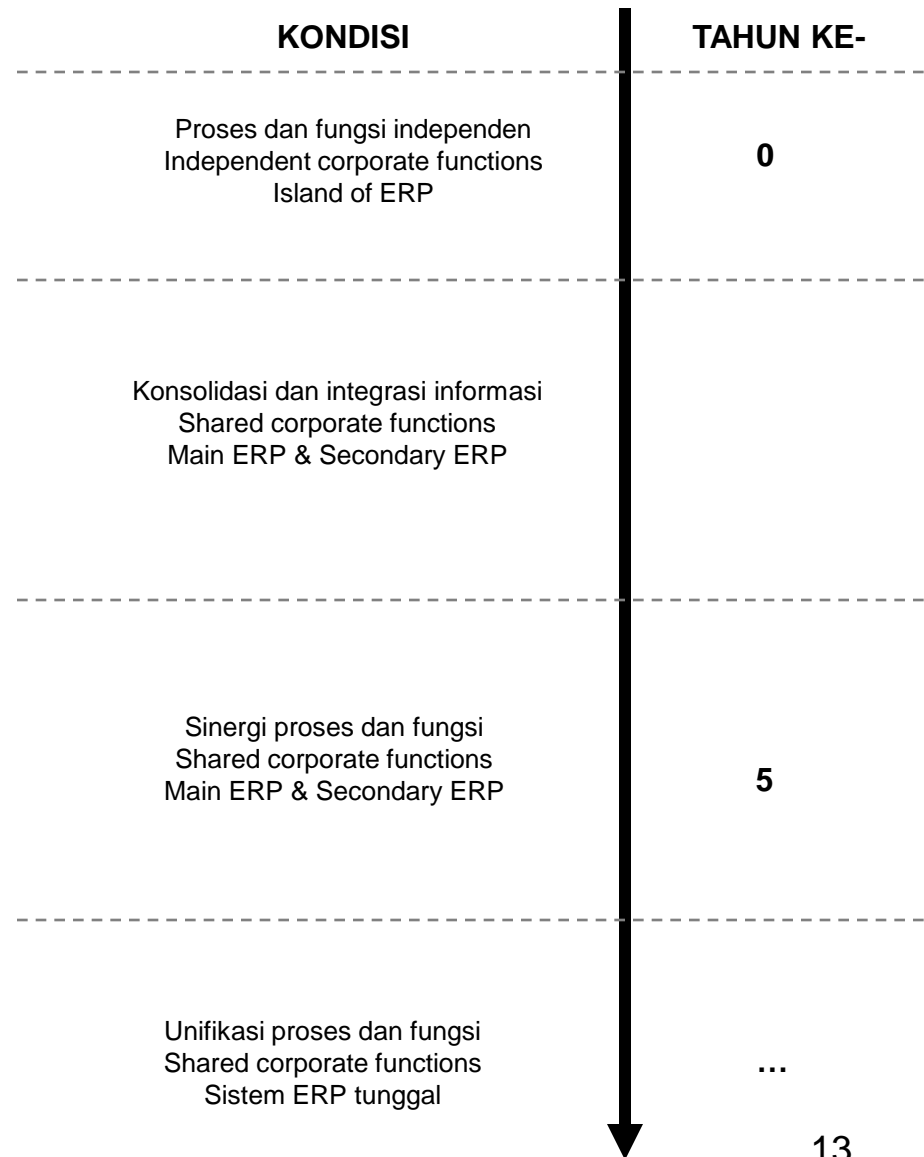 KONDISI TAHUN KE-
Proses dan fungsi independen
Independent corporate functions
Island of ERP
0
Konsolidasi dan integrasi informasi
Shared corporate functions
Main ERP & Secondary ERP
Sinergi proses dan fungsi
Shared corporate functions
Main ERP & Secondary ERP
5
Unifikasi proses dan fungsi
Shared corporate functions
Sistem ERP tunggal
…
13